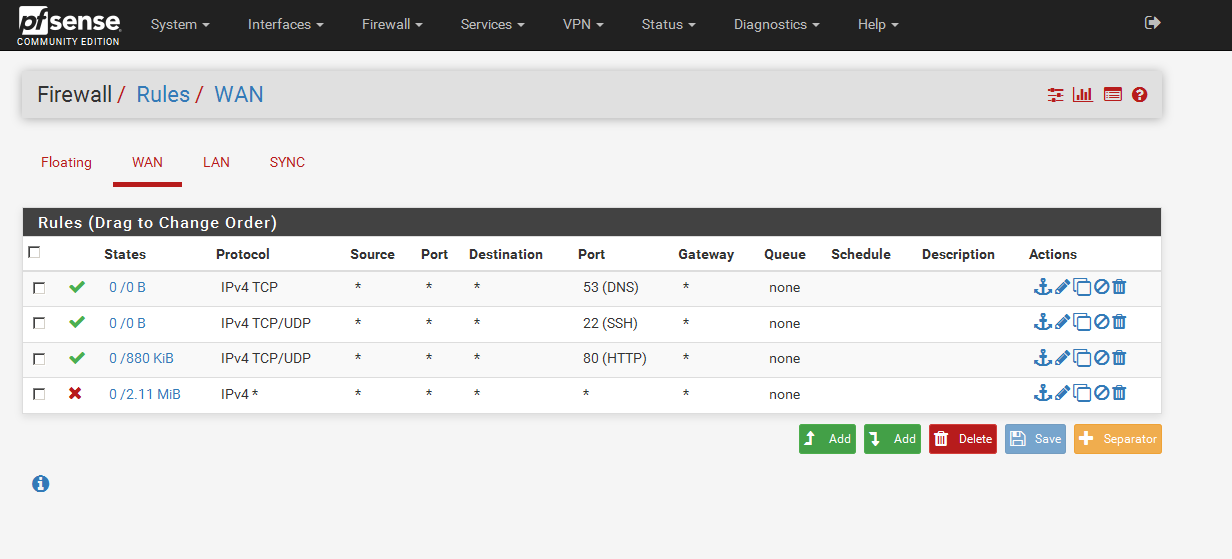 pfsense
COMMUNITY EDITION
System Interfaces Firewall Services VPN Status Diagnostics Help
Firewall / Rules / WAN
Floating WAN LAN SYNC
Rules (Drag to Change Order)
States Protocol Source Port Destination Port Gateway Queue Schedule Description Actions
0 /0 B IPv4 TCP * * * 53 (DNS) * none
0 /0 B IPv4 TCP/UDP * * * 22 (SSH) * none
0 /880 KiB IPv4 TCP/UDP * * * 80 (HTTP) * none
0 /2.11 MiB IPv4 * * * * * * none
Add Add Delete Save Separator